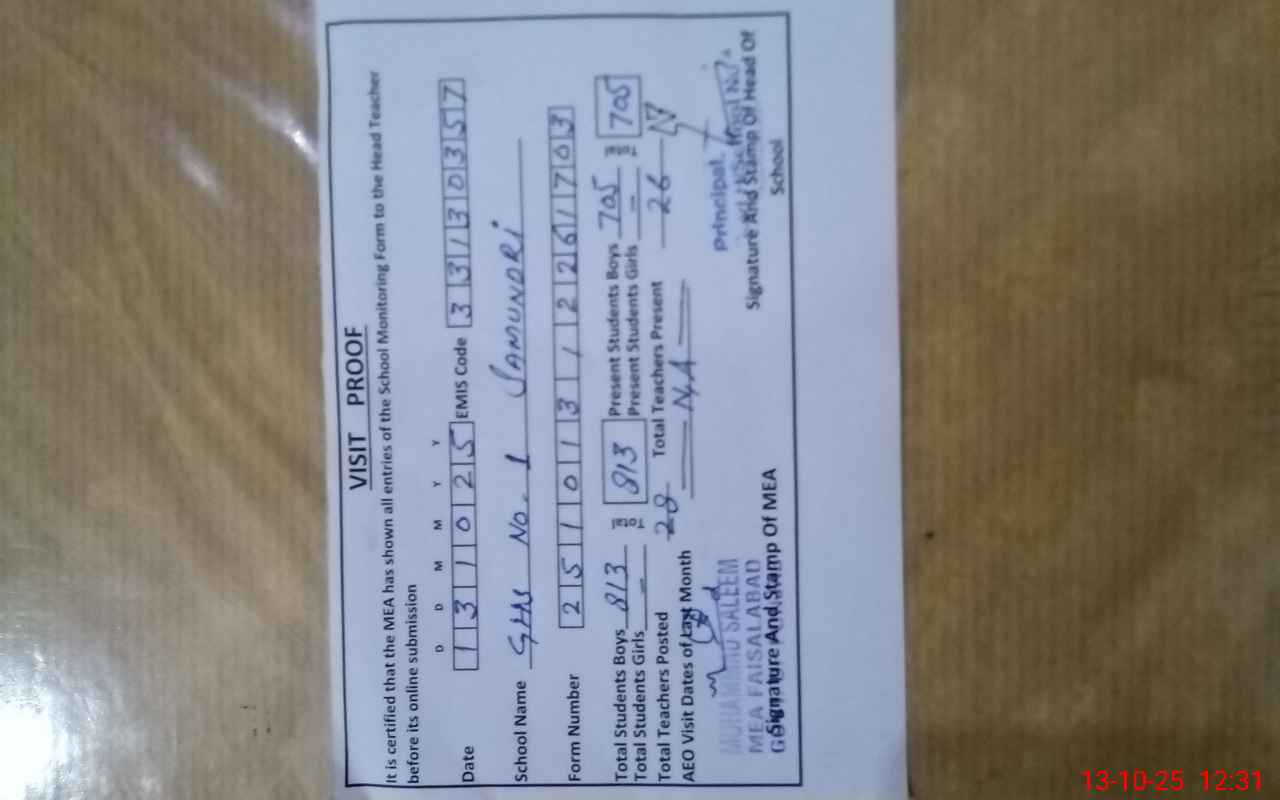 VISIT PROOF
It is certified that the MEA has shown all entries of the School Monitoring Form to the Head Teacher
before its online submission
D D M M Y Y
Date 1 3 1 0 2 5 EMIS Code 3 3 1 3 0 3 5 7
School Name GHS No. 1 SAMUNDRi
Form Number 2 5 1 0 1 3 1 1 2 2 6 1 7 0 3
Total Students Boys 813 Total 813 Present Students Boys 705 Total 705
Total Students Girls — Present Students Girls —
Total Teachers Posted 28 Total Teachers Present 26
AEO Visit Dates of Last Month NA
MUHAMMAD SALEEM
MEA FAISALABAD
Principal
Signature And Stamp Of MEA
Signature And Stamp Of Head Of
School
13-10-25 12:31